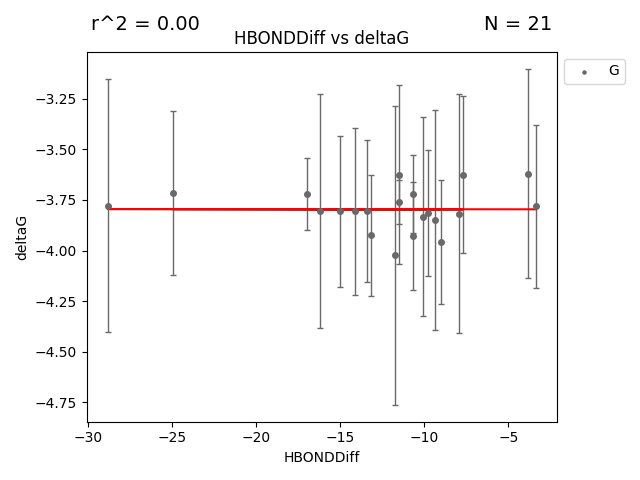 r^2 = 0.00
N = 21
HBONDDiff vs deltaG
G
deltaG
−3.25
−3.50
−3.75
−4.00
−4.25
−4.50
−4.75
−30
−25
−20
−15
−10
−5
HBONDDiff